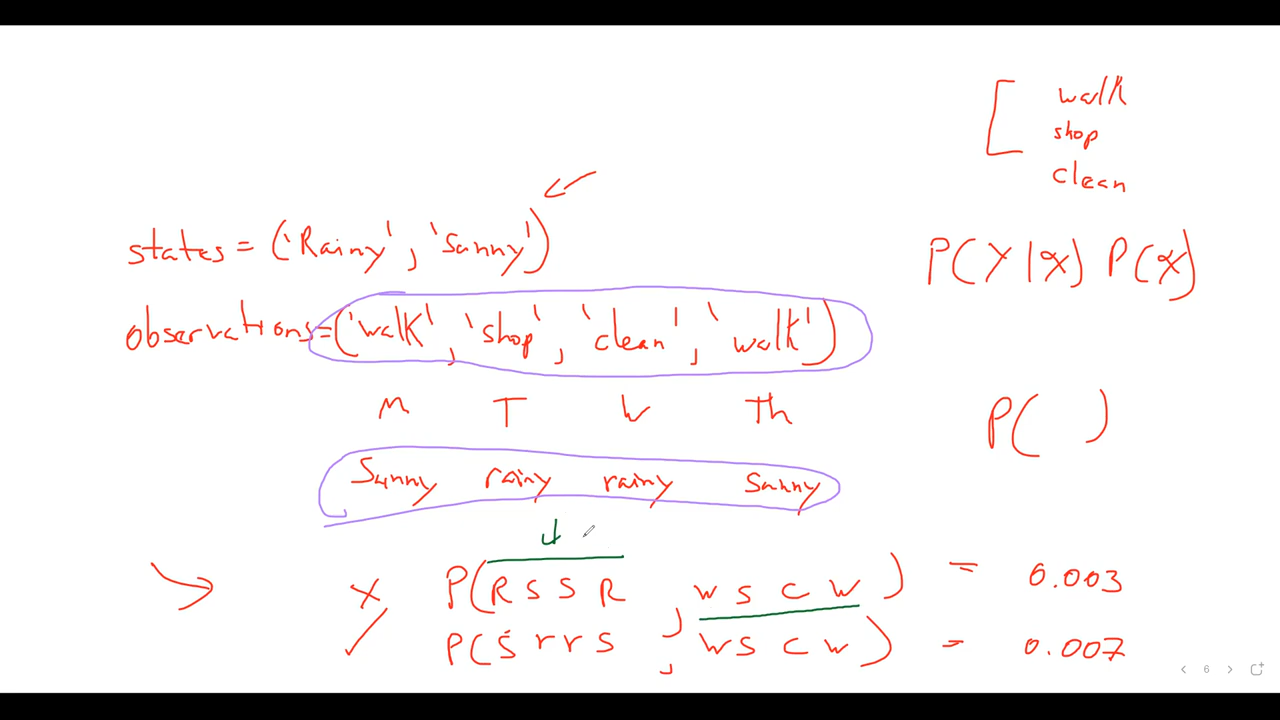 walk
shop
clean
states = ('Rainy', 'Sunny')
P(Y|X) P(X)
observations=('walk', 'shop', 'clean', 'walk')
M T W Th
P( )
Sunny rainy rainy sunny
x P(R S S R, W S C W) = 0.003
✓ P(S r r S, W S C W) = 0.007
< 6 >